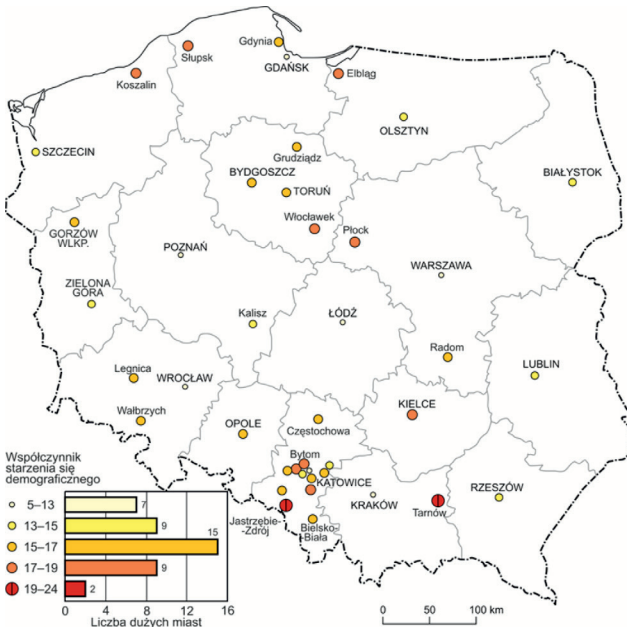 Gdynia
Słupsk
GDAŃSK
Koszalin
Elbląg
OLSZTYN
SZCZECIN
Grudziądz
BYDGOSZCZ
BIAŁYSTOK
TORUŃ
Włocławek
Płock
GORZÓW
WLKP.
POZNAŃ
WARSZAWA
ZIELONA
GÓRA
Kalisz
ŁÓDŹ
Radom
LUBLIN
Legnica
WROCŁAW
Wałbrzych
OPOLE
Częstochowa
KIELCE
Bytom
KATOWICE
KRAKÓW
Tarnów
RZESZÓW
Jastrzębie-
-Zdrój
Bielsko-
-Biała
Współczynnik
starzenia się
demograficznego
5–13
7
13–15
9
15–17
15
17–19
9
19–24
2
0 4 8 12 16
Liczba dużych miast
0 50 100 km